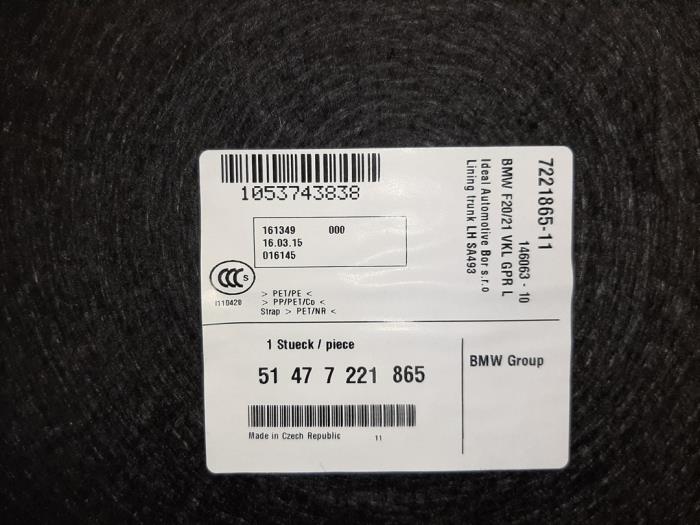 1053743838
161349 000
16.03.15
016145
CCC S
I110420
> PET/PE <
> PP/PET/Co <
Strap > PET/NR <
7221865-11
146063 - 10
BMW F20/21 VKL GPR L
Ideal Automotive Bor s.r.o
Lining trunk LH SA493
1 Stueck / piece
51 47 7 221 865
Made in Czech Republic 11
BMW Group